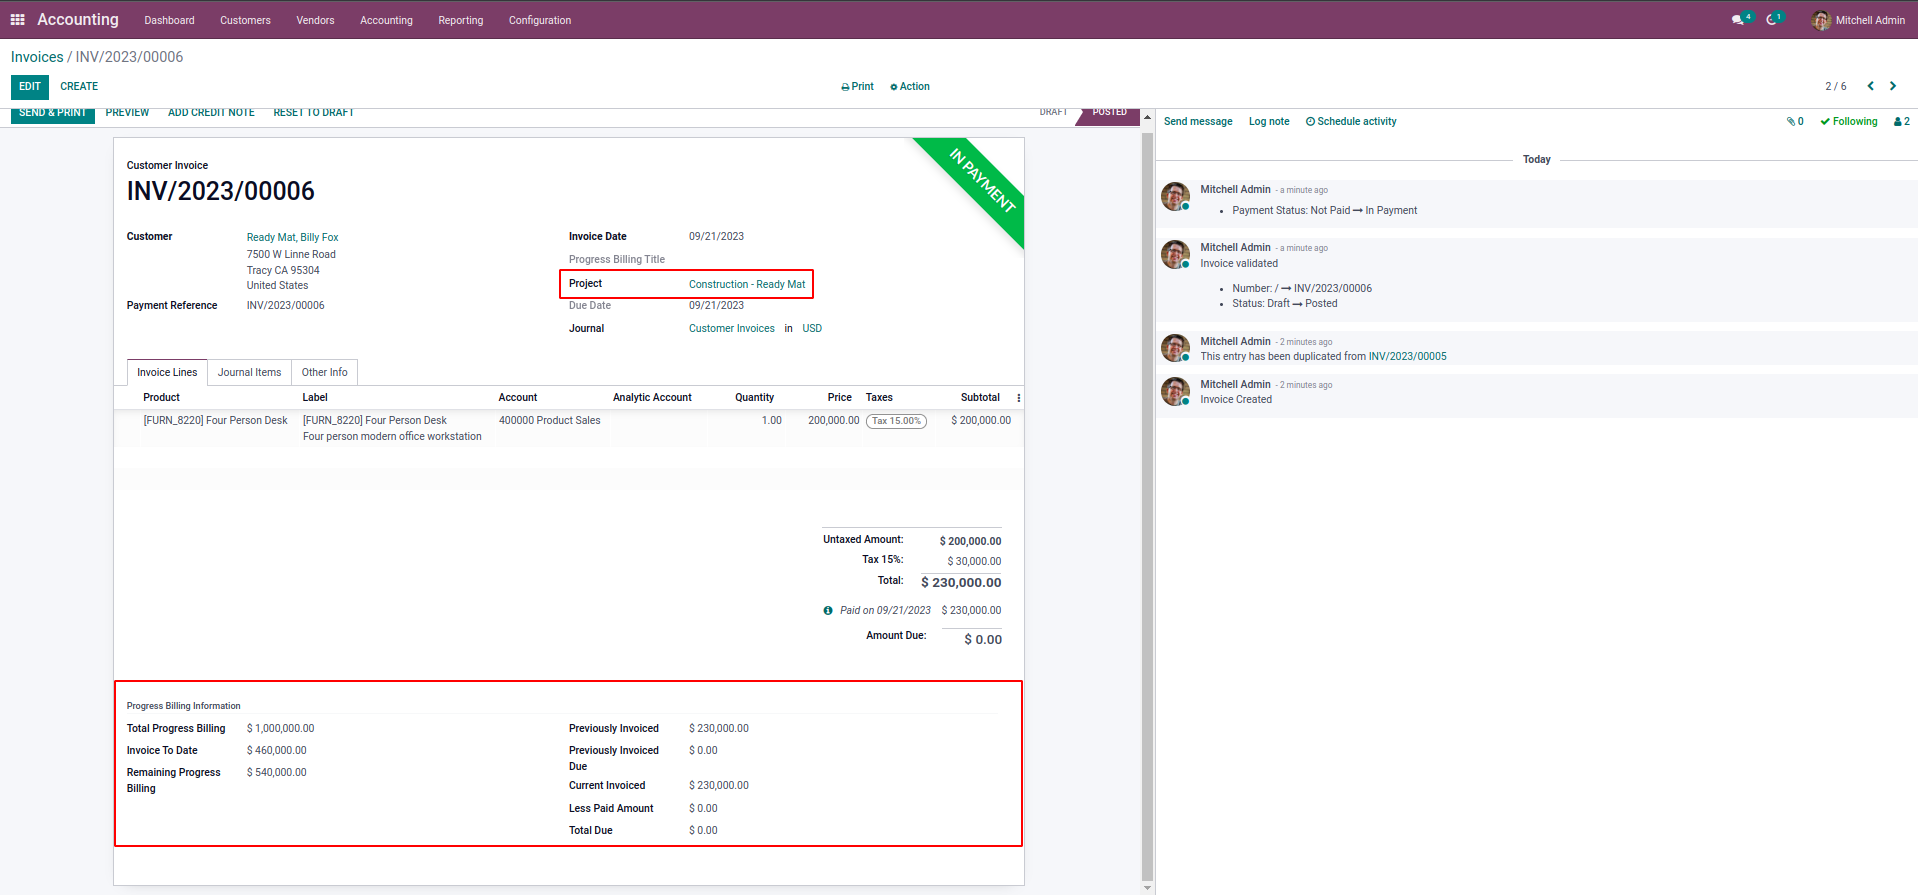 Accounting Dashboard Customers Vendors Accounting Reporting Configuration 4 1 Mitchell Admin
Invoices / INV/2023/00006
EDIT CREATE Print Action 2 / 6
SEND & PRINT PREVIEW ADD CREDIT NOTE RESET TO DRAFT DRAFT POSTED
Customer Invoice
INV/2023/00006
IN PAYMENT
Customer Ready Mat, Billy Fox
7500 W Linne Road
Tracy CA 95304
United States
Payment Reference INV/2023/00006
Invoice Date 09/21/2023
Progress Billing Title
Project Construction - Ready Mat
Due Date 09/21/2023
Journal Customer Invoices in USD
Invoice Lines Journal Items Other Info
Product Label Account Analytic Account Quantity Price Taxes Subtotal
[FURN_8220] Four Person Desk [FURN_8220] Four Person Desk 400000 Product Sales 1.00 200,000.00 Tax 15.00% $ 200,000.00
Four person modern office workstation
Untaxed Amount: $ 200,000.00
Tax 15%: $ 30,000.00
Total: $ 230,000.00
Paid on 09/21/2023 $ 230,000.00
Amount Due: $ 0.00
Progress Billing Information
Total Progress Billing $ 1,000,000.00
Invoice To Date $ 460,000.00
Remaining Progress $ 540,000.00
Billing
Previously Invoiced $ 230,000.00
Previously Invoiced $ 0.00
Due
Current Invoiced $ 230,000.00
Less Paid Amount $ 0.00
Total Due $ 0.00
Send message Log note Schedule activity 0 Following 2
Today
Mitchell Admin - a minute ago
• Payment Status: Not Paid → In Payment
Mitchell Admin - a minute ago
Invoice validated
• Number: / → INV/2023/00006
• Status: Draft → Posted
Mitchell Admin - 2 minutes ago
This entry has been duplicated from INV/2023/00005
Mitchell Admin - 2 minutes ago
Invoice Created